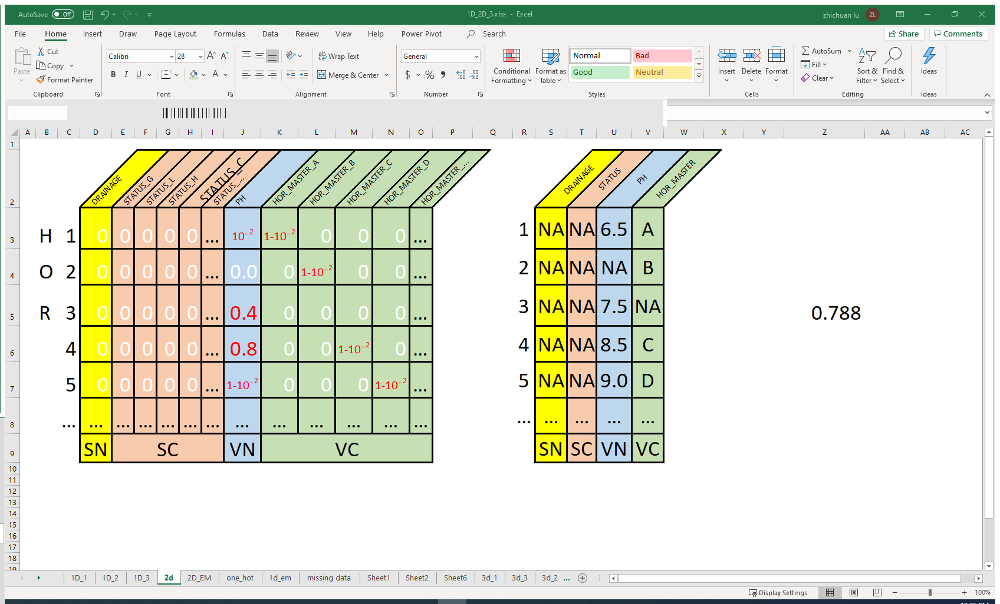 AutoSave Off 1D_2D_3.xlsx - Excel zhichuan lu ZL
File Home Insert Draw Page Layout Formulas Data Review View Help Power Pivot Search Share Comments
Paste Cut Copy Format Painter Clipboard
Calibri 28 A A B I U A Font
Wrap Text Merge & Center Alignment
General $ % Number
Conditional Formatting Format as Table Normal Bad Good Neutral Styles
Insert Delete Format Cells
AutoSum Fill Clear Sort & Filter Find & Select Editing
Ideas Ideas
A B C D E F G H I J K L M N O P Q R S T U V W X Y Z AA AB AC
1
2 DRAINAGE STATUS_G STATUS_L STATUS_H STATUS_C STATUS_... PH HOR_MASTER_A HOR_MASTER_B HOR_MASTER_C HOR_MASTER_D HOR_MASTER_... DRAINAGE STATUS PH HOR_MASTER
3 H 1 0 0 0 0 0 ... 10⁻² 1-10⁻² 0 0 0 ... 1 NA NA 6.5 A
4 O 2 0 0 0 0 0 ... 0.0 0 1-10⁻² 0 0 ... 2 NA NA NA B
5 R 3 0 0 0 0 0 ... 0.4 0 0 0 0 ... 3 NA NA 7.5 NA 0.788
6 4 0 0 0 0 0 ... 0.8 0 0 1-10⁻² 0 ... 4 NA NA 8.5 C
7 5 0 0 0 0 0 ... 1-10⁻² 0 0 0 1-10⁻² ... 5 NA NA 9.0 D
8 ... ... ... ... ... ... ... ... ... ... ... ... ... ... ... ... ... ...
9 SN SC VN VC SN SC VN VC
10
11
12
13
14
15
16
17
18
19
1D_1 1D_2 1D_3 2d 2D_EM one_hot 1d_em missing data Sheet1 Sheet2 Sheet6 3d_1 3d_3 3d_2 ...
Display Settings 100%